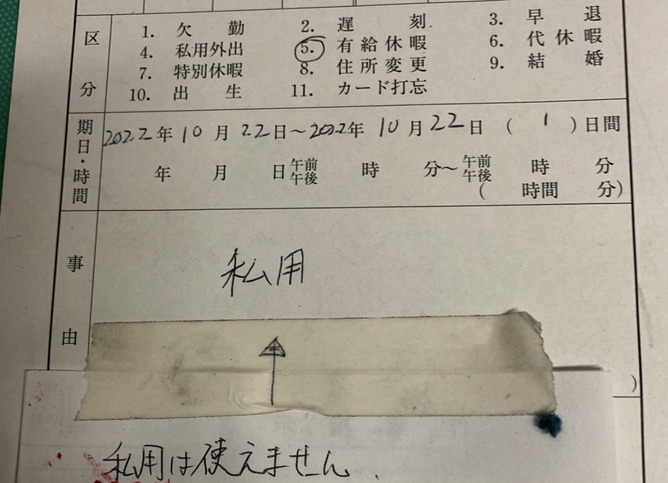 区分
1. 欠勤 2. 遅刻 3. 早退
4. 私用外出 5. 有給休暇 6. 代休暇
7. 特別休暇 8. 住所変更 9. 結婚
10. 出生 11. カード打忘
期日・時間
2022年10月22日〜2022年10月22日(1)日間
年 月 日 午前 午後 時 分〜 午前 午後 時 分
(時間 分)
事由
私用
)
私用は使えません.